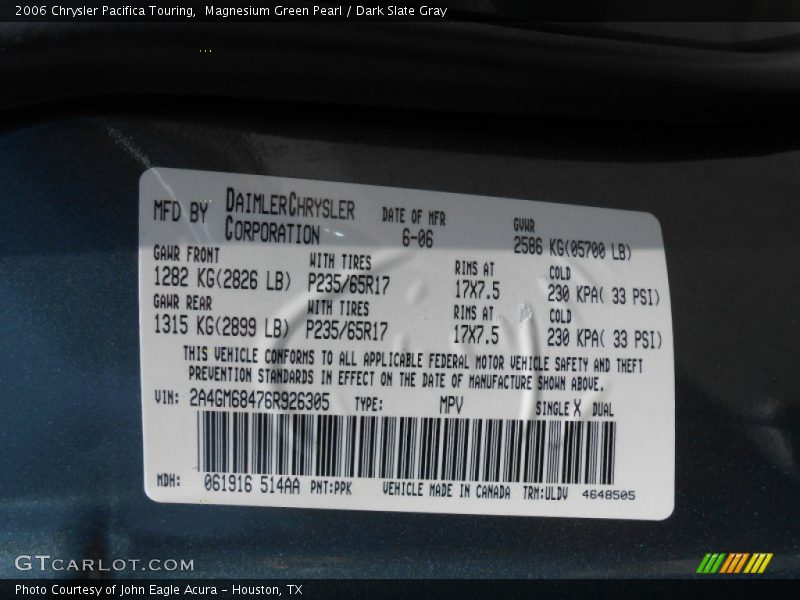 2006 Chrysler Pacifica Touring,  Magnesium Green Pearl / Dark Slate Gray
MFD BY DAIMLERCHRYSLER CORPORATION DATE OF MFR 6-06 GVWR 2586 KG(05700 LB)
GAWR FRONT WITH TIRES RIMS AT COLD
1282 KG(2826 LB) P235/65R17 17X7.5 230 KPA( 33 PSI)
GAWR REAR WITH TIRES RIMS AT COLD
1315 KG(2899 LB) P235/65R17 17X7.5 230 KPA( 33 PSI)
THIS VEHICLE CONFORMS TO ALL APPLICABLE FEDERAL MOTOR VEHICLE SAFETY AND THEFT
PREVENTION STANDARDS IN EFFECT ON THE DATE OF MANUFACTURE SHOWN ABOVE.
VIN: 2A4GM68476R926305 TYPE: MPV SINGLE X DUAL
MDH: 061916 514AA PNT:PPK VEHICLE MADE IN CANADA TRM:ULDV 4648505
GTCARLOT.COM
Photo Courtesy of John Eagle Acura - Houston, TX